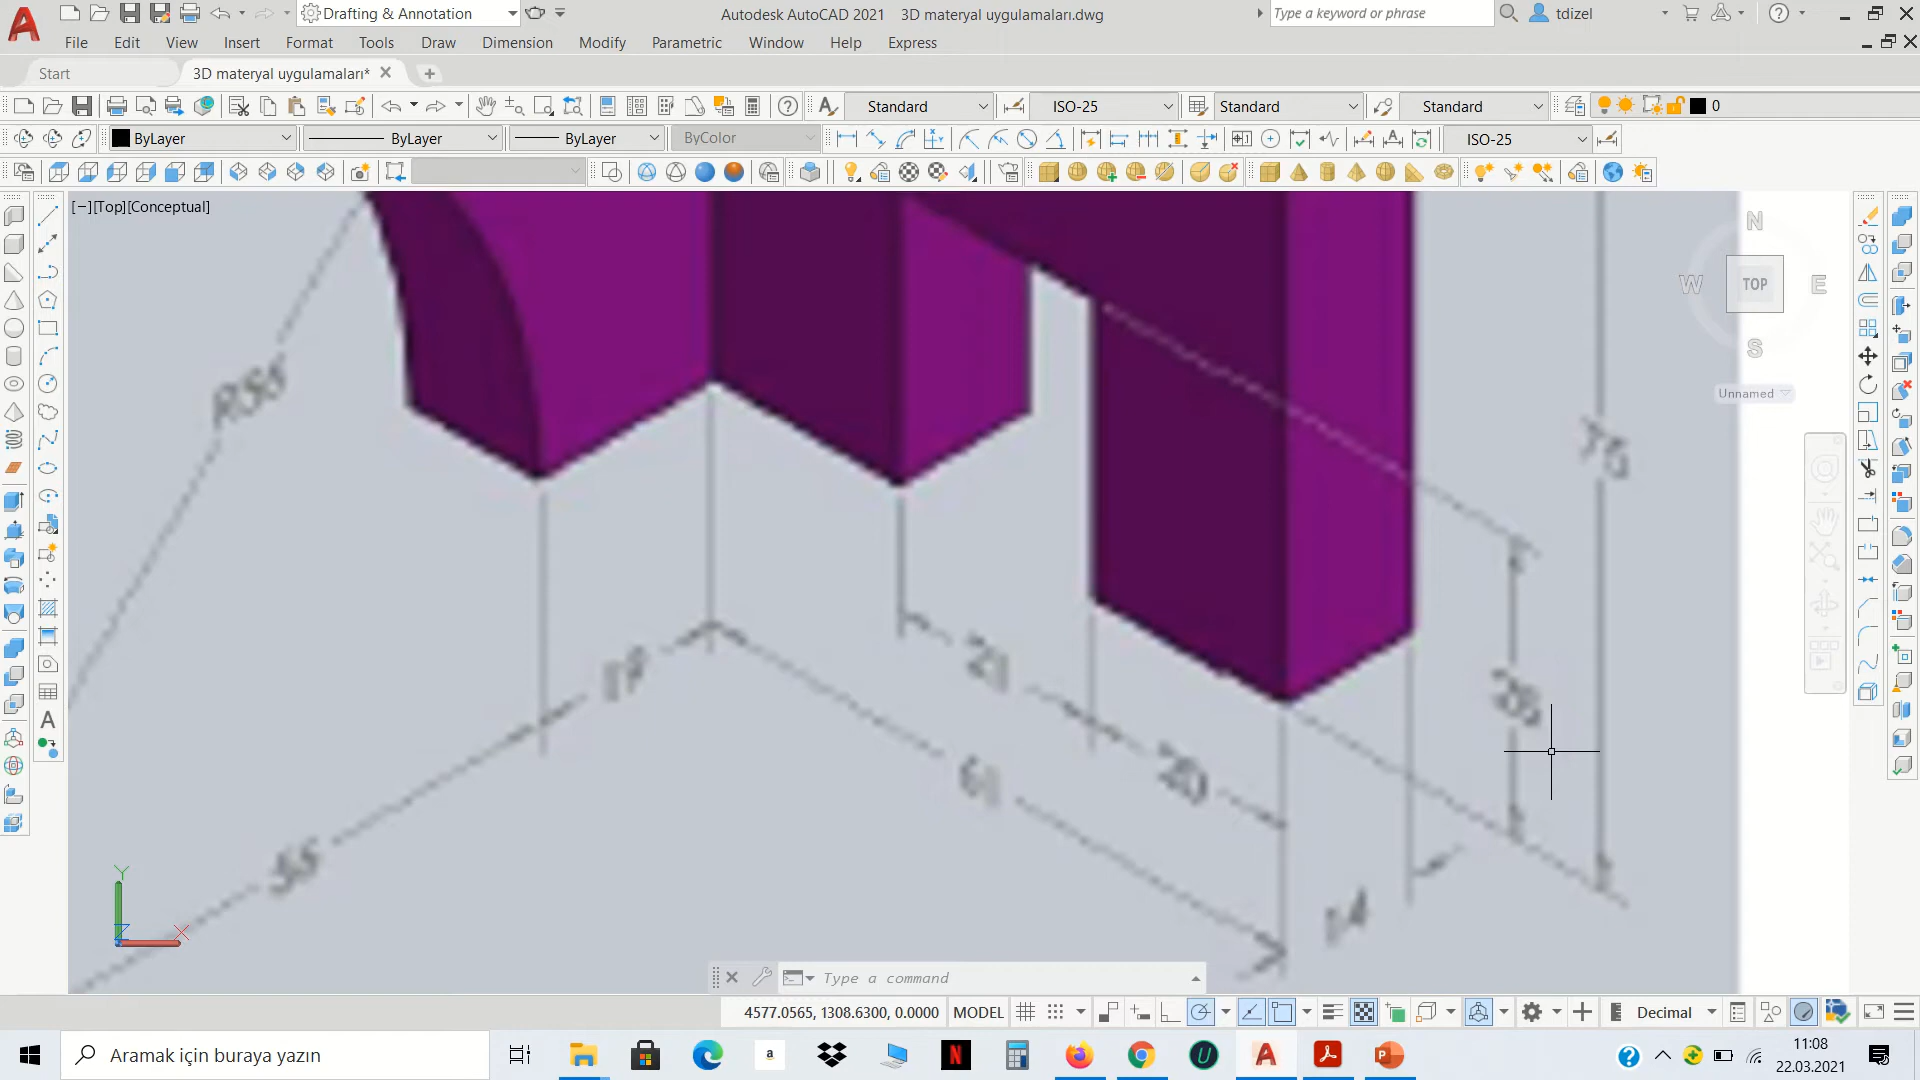 Drafting & Annotation
Autodesk AutoCAD 2021 3D materyal uygulamaları.dwg
Type a keyword or phrase
tdizel
File Edit View Insert Format Tools Draw Dimension Modify Parametric Window Help Express
Start
3D materyal uygulamaları*
Standard
ISO-25
Standard
Standard
0
ByLayer
ByLayer
ByLayer
ByColor
ISO-25
[−][Top][Conceptual]
N
W
TOP
E
S
Unnamed
R55
75
19
21
35
20
61
55
14
Y
X
Type a command
4577.0565, 1308.6300, 0.0000
MODEL
Decimal
Aramak için buraya yazın
11:08
22.03.2021